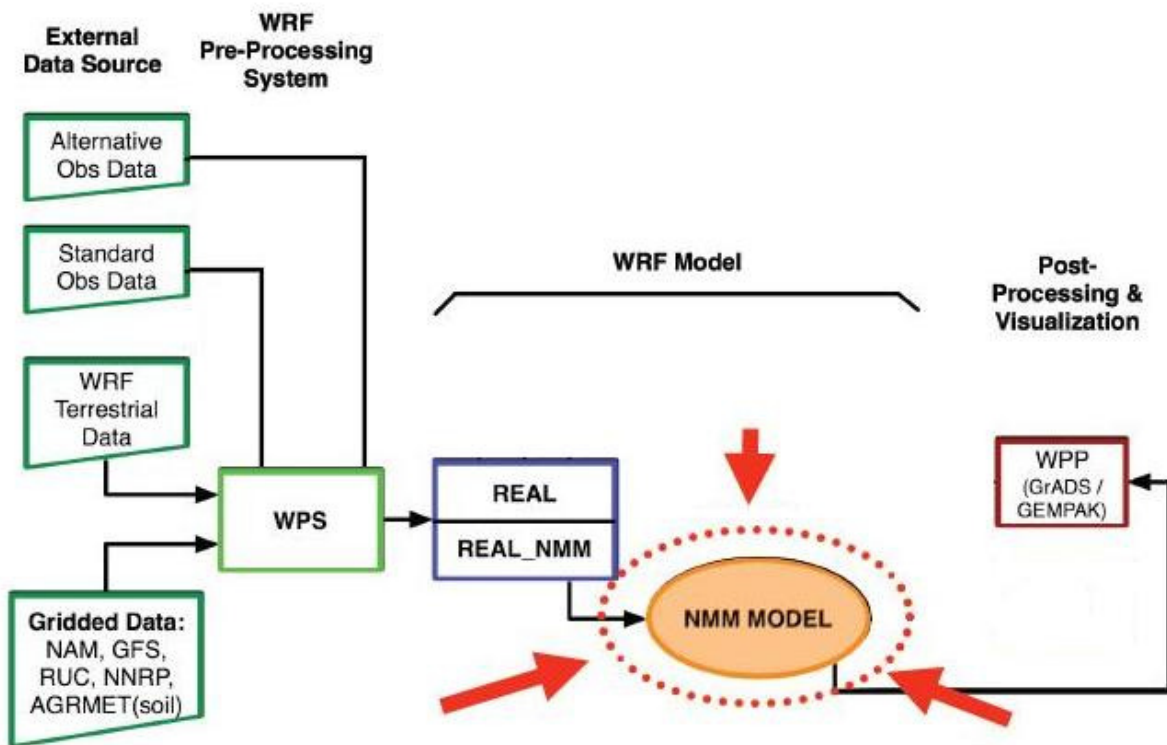 External
Data Source
WRF
Pre-Processing
System
Alternative
Obs Data
Standard
Obs Data
WRF
Terrestrial
Data
Gridded Data:
NAM, GFS,
RUC, NNRP,
AGRMET(soil)
WPS
WRF Model
REAL
REAL_NMM
NMM MODEL
Post-
Processing &
Visualization
WPP
(GrADS /
GEMPAK)